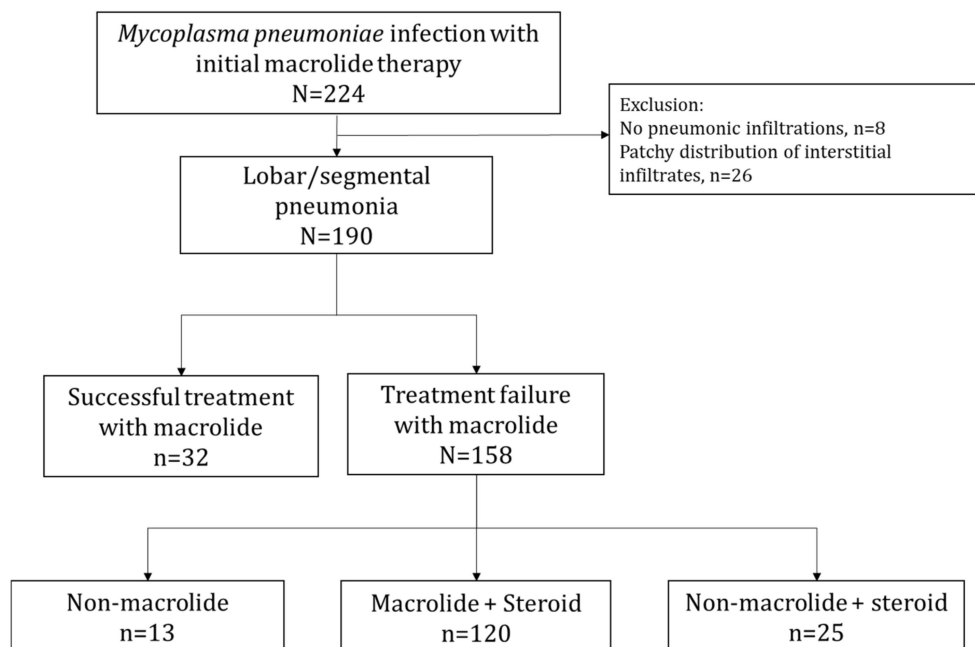 Mycoplasma pneumoniae infection with
initial macrolide therapy
N=224
Exclusion:
No pneumonic infiltrations, n=8
Patchy distribution of interstitial
infiltrates, n=26
Lobar/segmental
pneumonia
N=190
Successful treatment
with macrolide
n=32
Treatment failure
with macrolide
N=158
Non-macrolide
n=13
Macrolide + Steroid
n=120
Non-macrolide + steroid
n=25